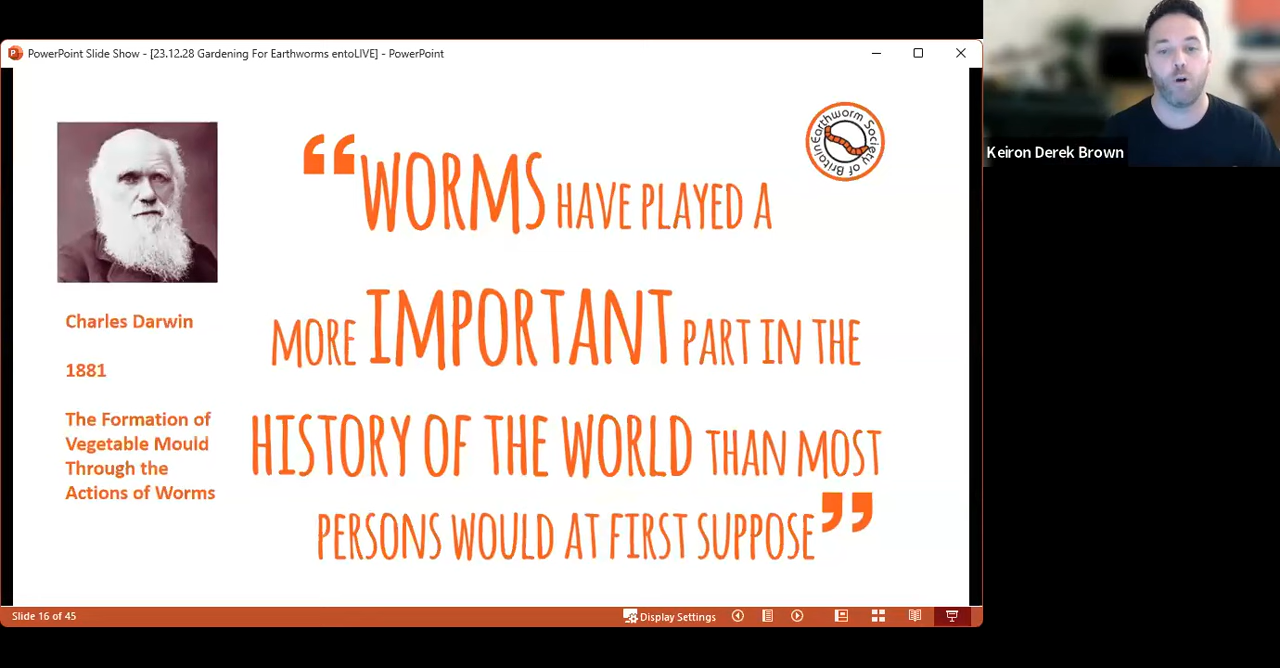 PowerPoint Slide Show - [23.12.28 Gardening For Earthworms entoLIVE] - PowerPoint
Keiron Derek Brown
Earthworm Society of Britain
“WORMS HAVE PLAYED A
MORE IMPORTANT PART IN THE
HISTORY OF THE WORLD THAN MOST
PERSONS WOULD AT FIRST SUPPOSE”
Charles Darwin
1881
The Formation of
Vegetable Mould
Through the
Actions of Worms
Slide 16 of 45
Display Settings